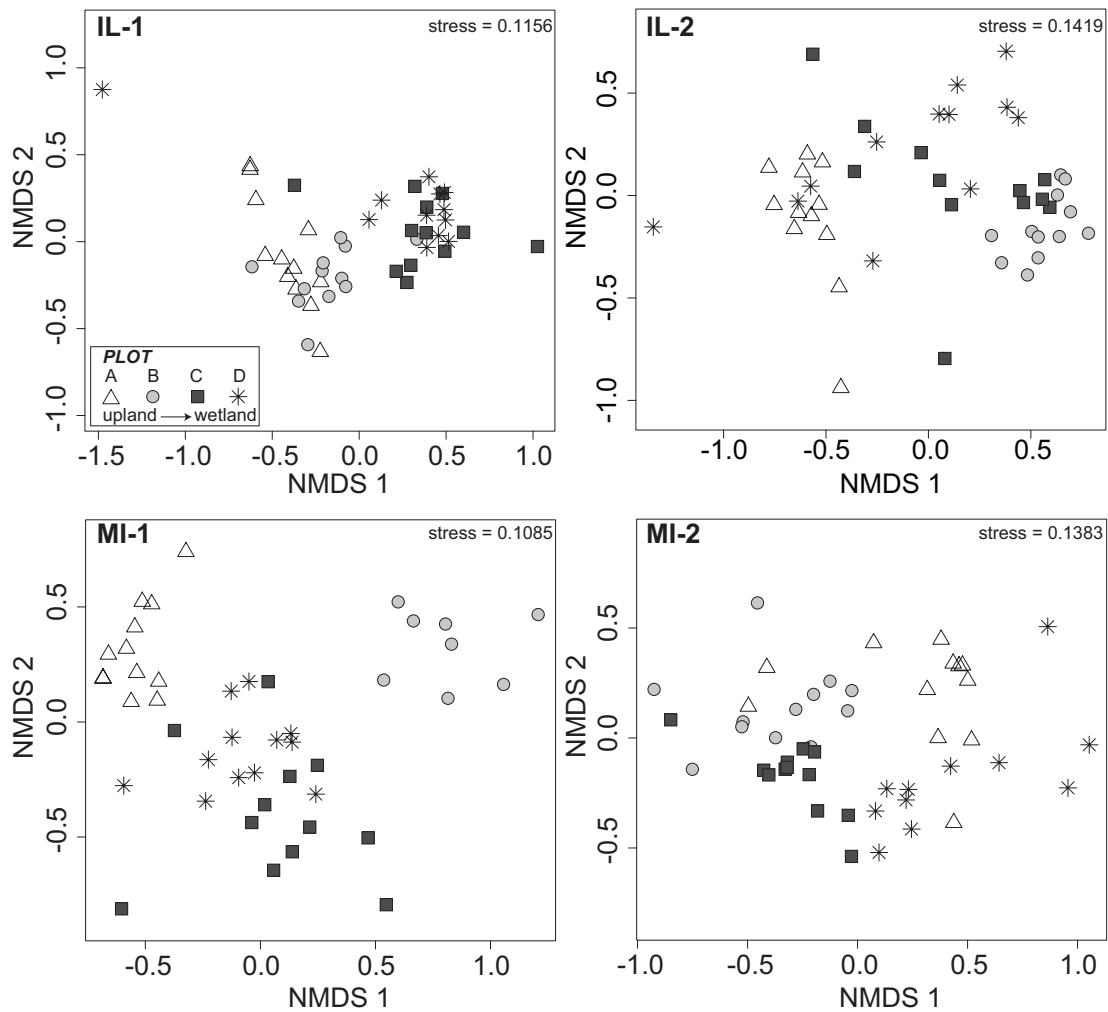 IL-1
stress = 0.1156
NMDS 2
1.0
0.5
0.0
-0.5
-1.0
PLOT
A B C D
upland wetland
-1.5 -1.0 -0.5 0.0 0.5 1.0
NMDS 1
IL-2
stress = 0.1419
NMDS 2
0.5
0.0
-0.5
-1.0
-1.0 -0.5 0.0 0.5
NMDS 1
MI-1
stress = 0.1085
NMDS 2
0.5
0.0
-0.5
-0.5 0.0 0.5 1.0
NMDS 1
MI-2
stress = 0.1383
NMDS 2
0.5
0.0
-0.5
-1.0 -0.5 0.0 0.5 1.0
NMDS 1